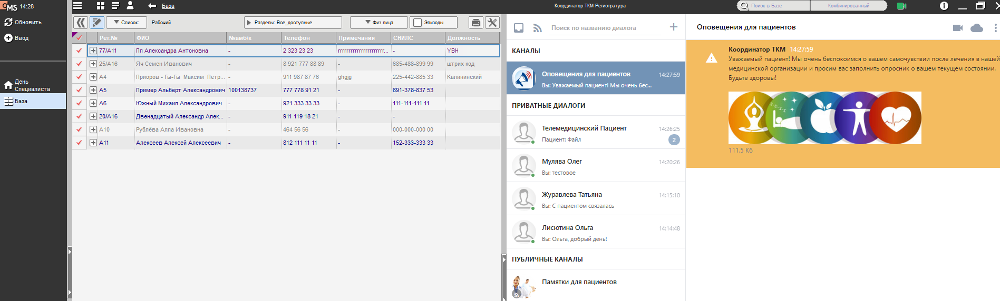 qMS 14:28
База
Координатор ТКМ Регистратура
Поиск в Базе
Комбинированный
Обновить
Ввод
День
Специалиста
База
Список:
Рабочий
Разделы: Все_доступные
Физ.лица
Эпизоды
Рег.№ ФИО №амб/к Телефон Примечания СНИЛС Должность
77/А11 Пп Александра Антоновна - 2 323 23 23 rrrrrrrrrrrrrrrrrrrrrr... - YBH
25/А16 Яч Семен Иванович - 8 921 777 88 89 - 685-488-899 99 штрих код
А4 Приоров - Гы-Гы Максим Петр... - 911 987 87 76 ghgjg 225-442-885 33 Калининский
А5 Пример Альберт Александрович 100138737 777 778 91 21 - 691-378-837 53
А6 Южный Михаил Александрович - 921 333 33 33 - 111-111-111 11
20/А16 Двенадцатый Александр Алек... - 911 119 18 21 -
А10 Рублёва Алла Ивановна - 464 56 56 - 000-000-000 00
А11 Алексеев Алексей Алексеевич - 812 111 11 11 - 152-333-333 33
Поиск по названию диалога
КАНАЛЫ
Оповещения для пациентов 14:27:59
Вы: Уважаемый пациент! Мы очень бес...
ПРИВАТНЫЕ ДИАЛОГИ
Телемедицинский Пациент 14:26:25
Пациент: Файл 2
Мулява Олег 14:20:26
Вы: тестовое
Журавлева Татьяна 14:15:10
Вы: С пациентом связалась
Лисютина Ольга 14:14:48
Вы: Ольга, добрый день!
ПУБЛИЧНЫЕ КАНАЛЫ
Памятки для пациентов
Оповещения для пациентов
Координатор ТКМ 14:27:59
Уважаемый пациент! Мы очень беспокоимся о вашем самочувствии после лечения в нашей
медицинской организации и просим вас заполнить опросник о вашем текущем состоянии.
Будьте здоровы!
111.5 Кб